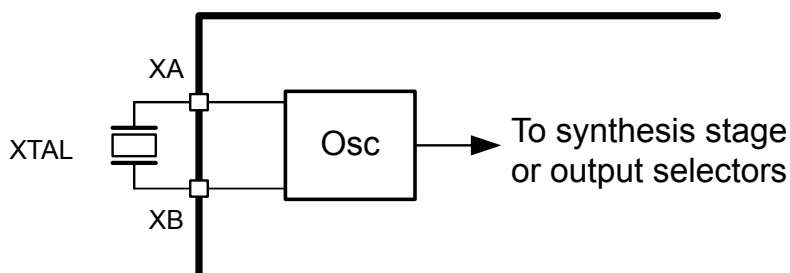 XA
XTAL
Osc
To synthesis stage
or output selectors
XB